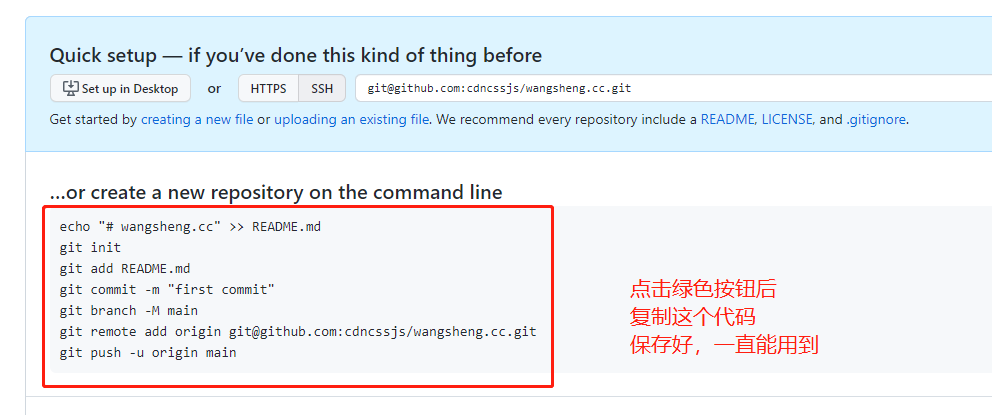 Quick setup — if you’ve done this kind of thing before
Set up in Desktop or HTTPS SSH git@github.com:cdncssjs/wangsheng.cc.git
Get started by creating a new file or uploading an existing file. We recommend every repository include a README, LICENSE, and .gitignore.
…or create a new repository on the command line
echo "# wangsheng.cc" >> README.md
git init
git add README.md
git commit -m "first commit"
git branch -M main
git remote add origin git@github.com:cdncssjs/wangsheng.cc.git
git push -u origin main
点击绿色按钮后
复制这个代码
保存好，一直能用到